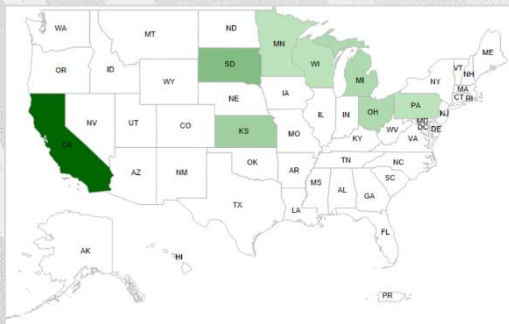 WA
MT
ND
MN
ME
OR
ID
SD
WI
MI
VT
NH
NY
MA
CT
RI
WY
NE
IA
PA
NJ
NV
UT
CO
KS
IL
IN
OH
MD
DC
DE
WV
VA
CA
MO
KY
AZ
NM
OK
AR
TN
NC
SC
TX
LA
MS
AL
GA
FL
AK
HI
PR